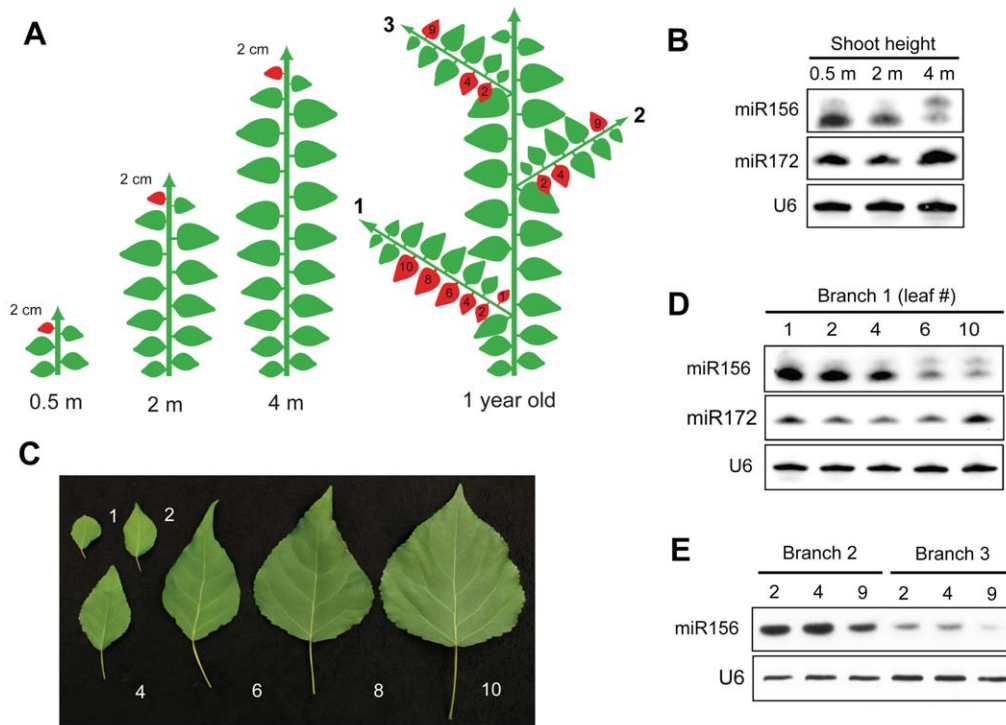 A
2 cm
2 cm
2 cm
0.5 m
2 m
4 m
3
9
4
2
2
9
4
2
1
10
8
6
4
2
1
1 year old
B
Shoot height
0.5 m 2 m 4 m
miR156
miR172
U6
C
1 2
4 6 8 10
D
Branch 1 (leaf #)
1 2 4 6 10
miR156
miR172
U6
E
Branch 2 Branch 3
2 4 9 2 4 9
miR156
U6